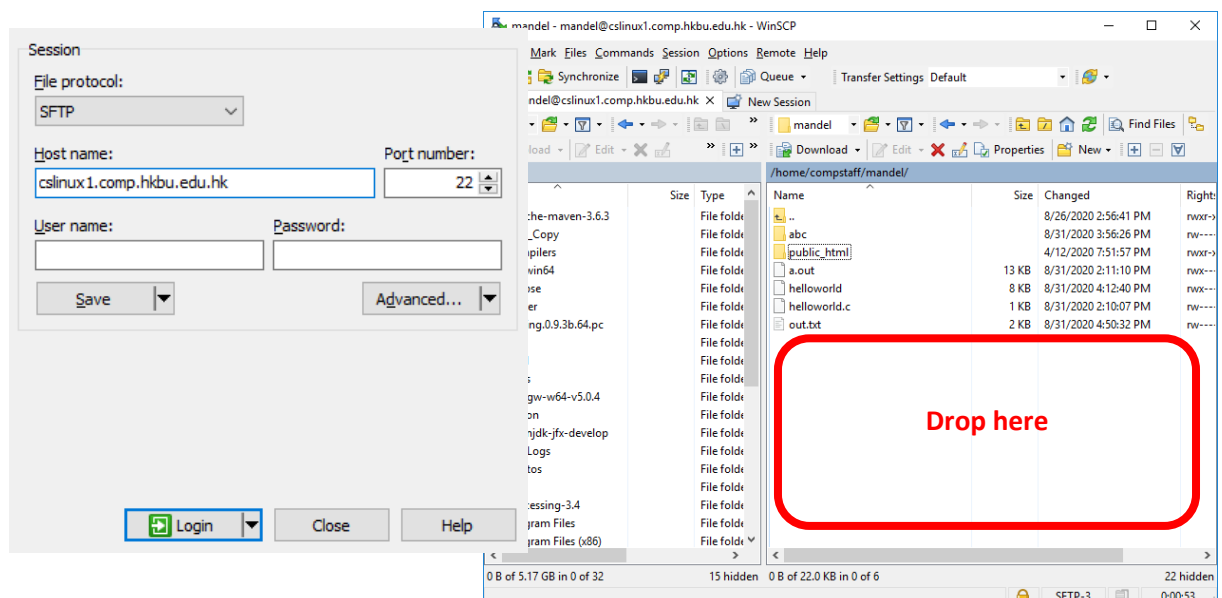 Session
File protocol:
SFTP
Host name:
Port number:
cslinux1.comp.hkbu.edu.hk
22
User name:
Password:
Save
Advanced...
Login
Close
Help
mandel - mandel@cslinux1.comp.hkbu.edu.hk - WinSCP
Mark Files Commands Session Options Remote Help
Synchronize Queue Transfer Settings Default
ndel@cslinux1.comp.hkbu.edu.hk New Session
mandel Find Files
load Edit Download Edit Properties New
/home/compstaff/mandel/
Size Type
che-maven-3.6.3 File folde
_Copy File folde
npilers File folde
win64 File folde
ose File folde
er File folde
ng.0.9.3b.64.pc File folde
File folde
File folde
s File folde
gw-w64-v5.0.4 File folde
on File folde
njdk-jfx-develop File folde
Logs File folde
tos File folde
File folde
cessing-3.4 File folde
gram Files File folde
gram Files (x86) File folde
Name Size Changed Rights
.. 8/26/2020 2:56:41 PM rwxr-x
abc 8/31/2020 3:56:26 PM rw----
public_html 4/12/2020 7:51:57 PM rwxr-x
a.out 13 KB 8/31/2020 2:11:10 PM rwx---
helloworld 8 KB 8/31/2020 4:12:40 PM rwx---
helloworld.c 1 KB 8/31/2020 2:10:07 PM rw----
out.txt 2 KB 8/31/2020 4:50:32 PM rw----
Drop here
0 B of 5.17 GB in 0 of 32 15 hidden
0 B of 22.0 KB in 0 of 6 22 hidden
SFTP-3 0:00:53